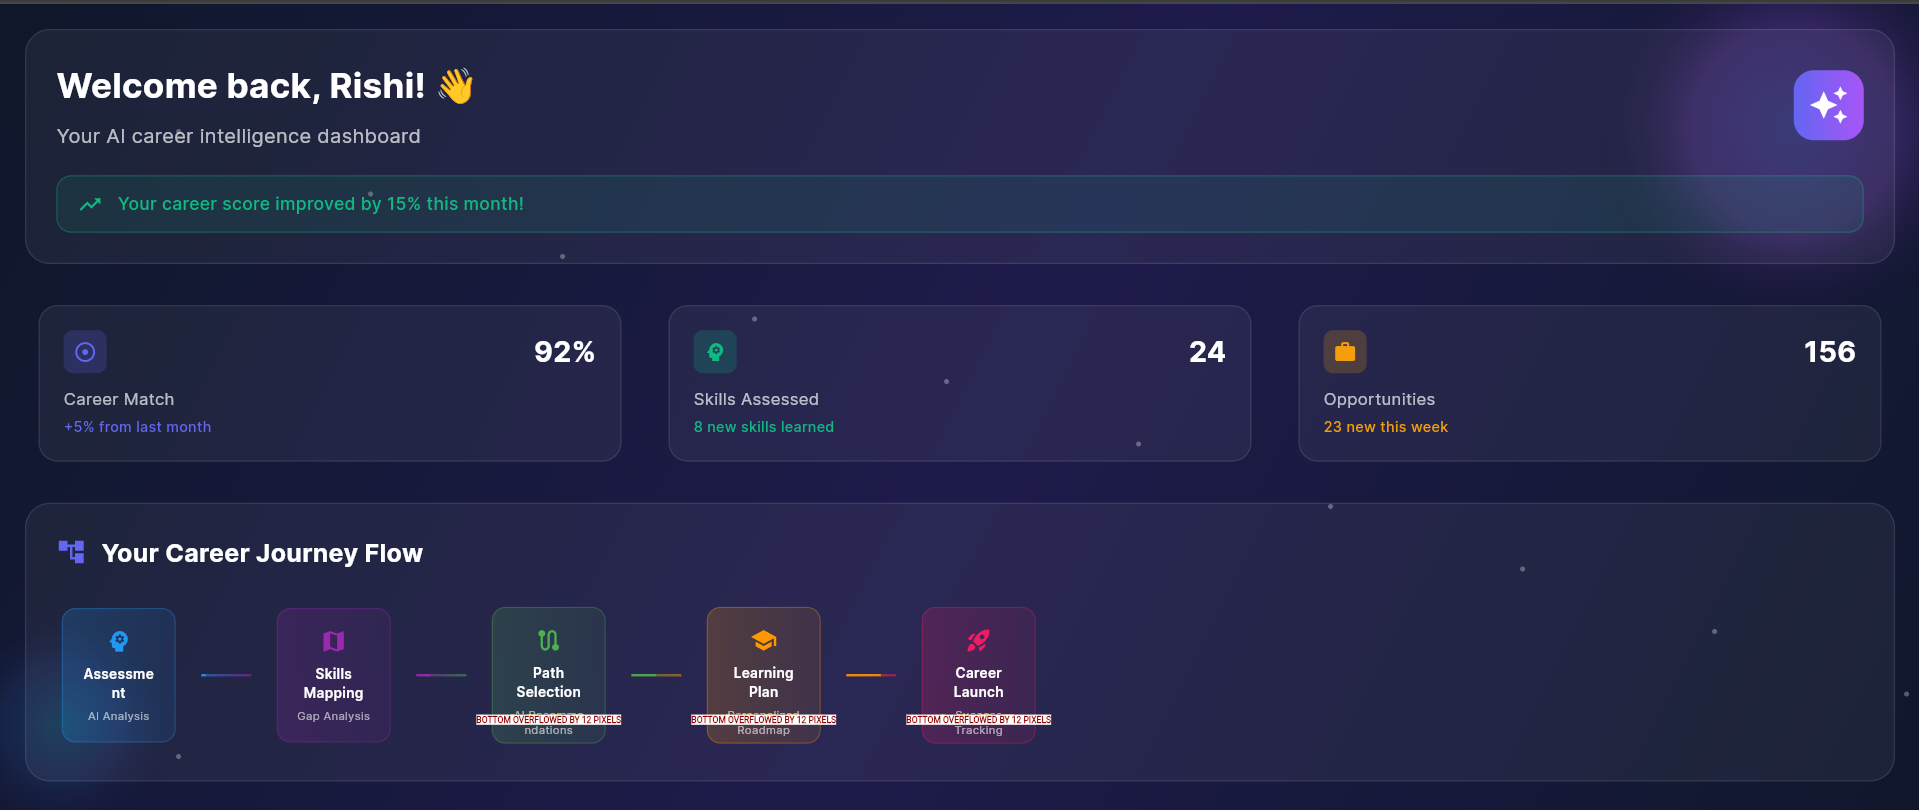 Welcome back, Rishi! 👋
Your AI career intelligence dashboard
Your career score improved by 15% this month!
92%
Career Match
+5% from last month
24
Skills Assessed
8 new skills learned
156
Opportunities
23 new this week
Your Career Journey Flow
Assessme
nt
AI Analysis
Skills
Mapping
Gap Analysis
Path
Selection
BOTTOM OVERFLOWED BY 12 PIXELS
ndations
Learning
Plan
Personalized
BOTTOM OVERFLOWED BY 12 PIXELS
Roadmap
Career
Launch
BOTTOM OVERFLOWED BY 12 PIXELS
Tracking